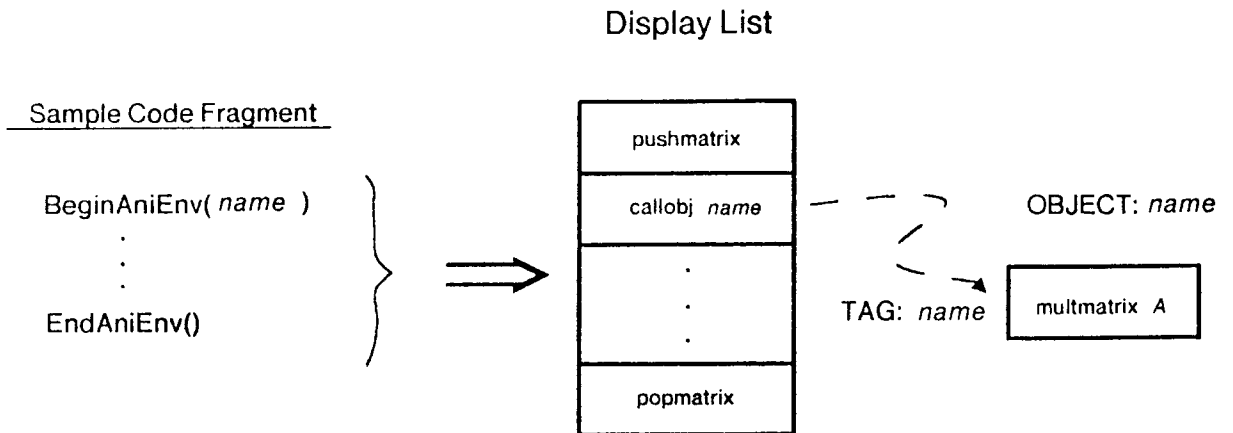 Display List
Sample Code Fragment
BeginAniEnv( name )
.
.
.
EndAniEnv()
pushmatrix
callobj name
.
.
.
popmatrix
OBJECT: name
TAG: name
multmatrix A